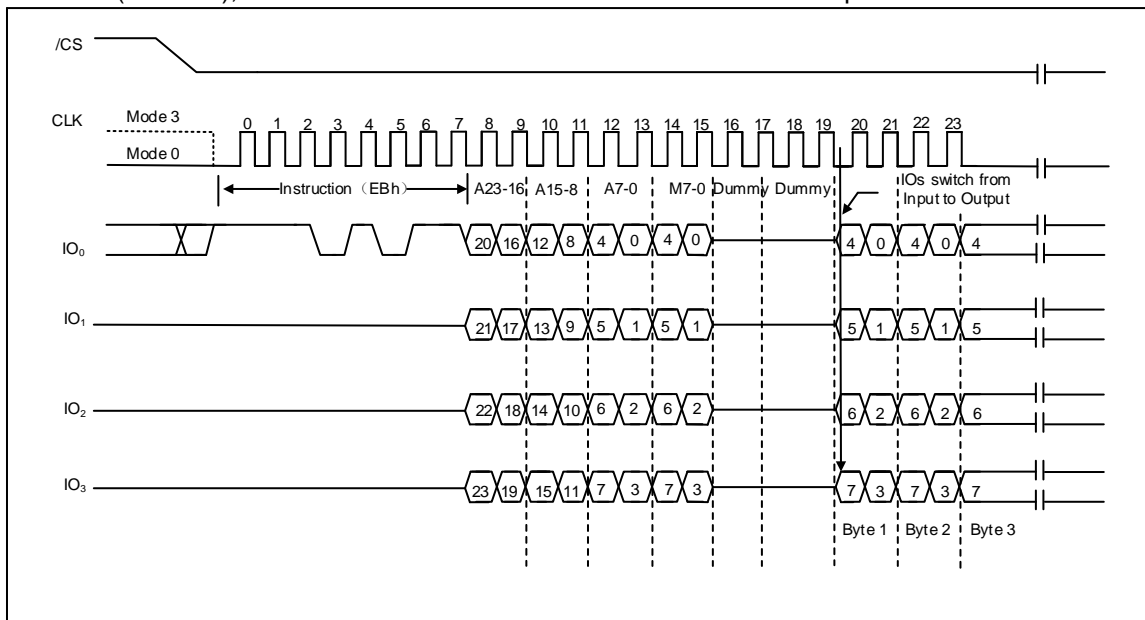 /CS
CLK
Mode 3
Mode 0
0 1 2 3 4 5 6 7 8 9 10 11 12 13 14 15 16 17 18 19 20 21 22 23
Instruction（EBh） A23-16 A15-8 A7-0 M7-0 Dummy Dummy
IOs switch from
Input to Output
IO0 20 16 12 8 4 0 4 0 4 0 4 0 4
IO1 21 17 13 9 5 1 5 1 5 1 5 1 5
IO2 22 18 14 10 6 2 6 2 6 2 6 2 6
IO3 23 19 15 11 7 3 7 3 7 3 7 3 7
Byte 1 Byte 2 Byte 3